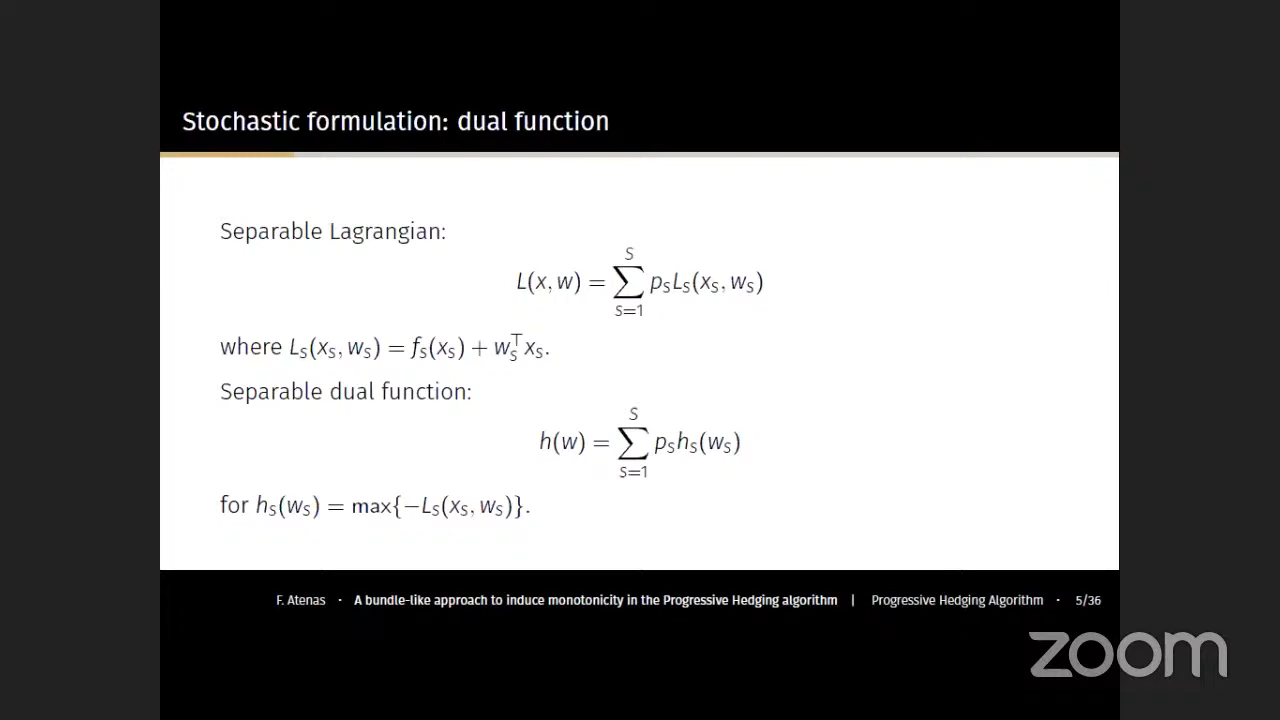 Stochastic formulation: dual function
Separable Lagrangian:
L(x, w) = ∑_{s=1}^{S} p_s L_s(x_s, w_s)
where L_s(x_s, w_s) = f_s(x_s) + w_s^⊤ x_s.
Separable dual function:
h(w) = ∑_{s=1}^{S} p_s h_s(w_s)
for h_s(w_s) = max{−L_s(x_s, w_s)}.
F. Atenas · A bundle-like approach to induce monotonicity in the Progressive Hedging algorithm | Progressive Hedging Algorithm · 5/36
zoom